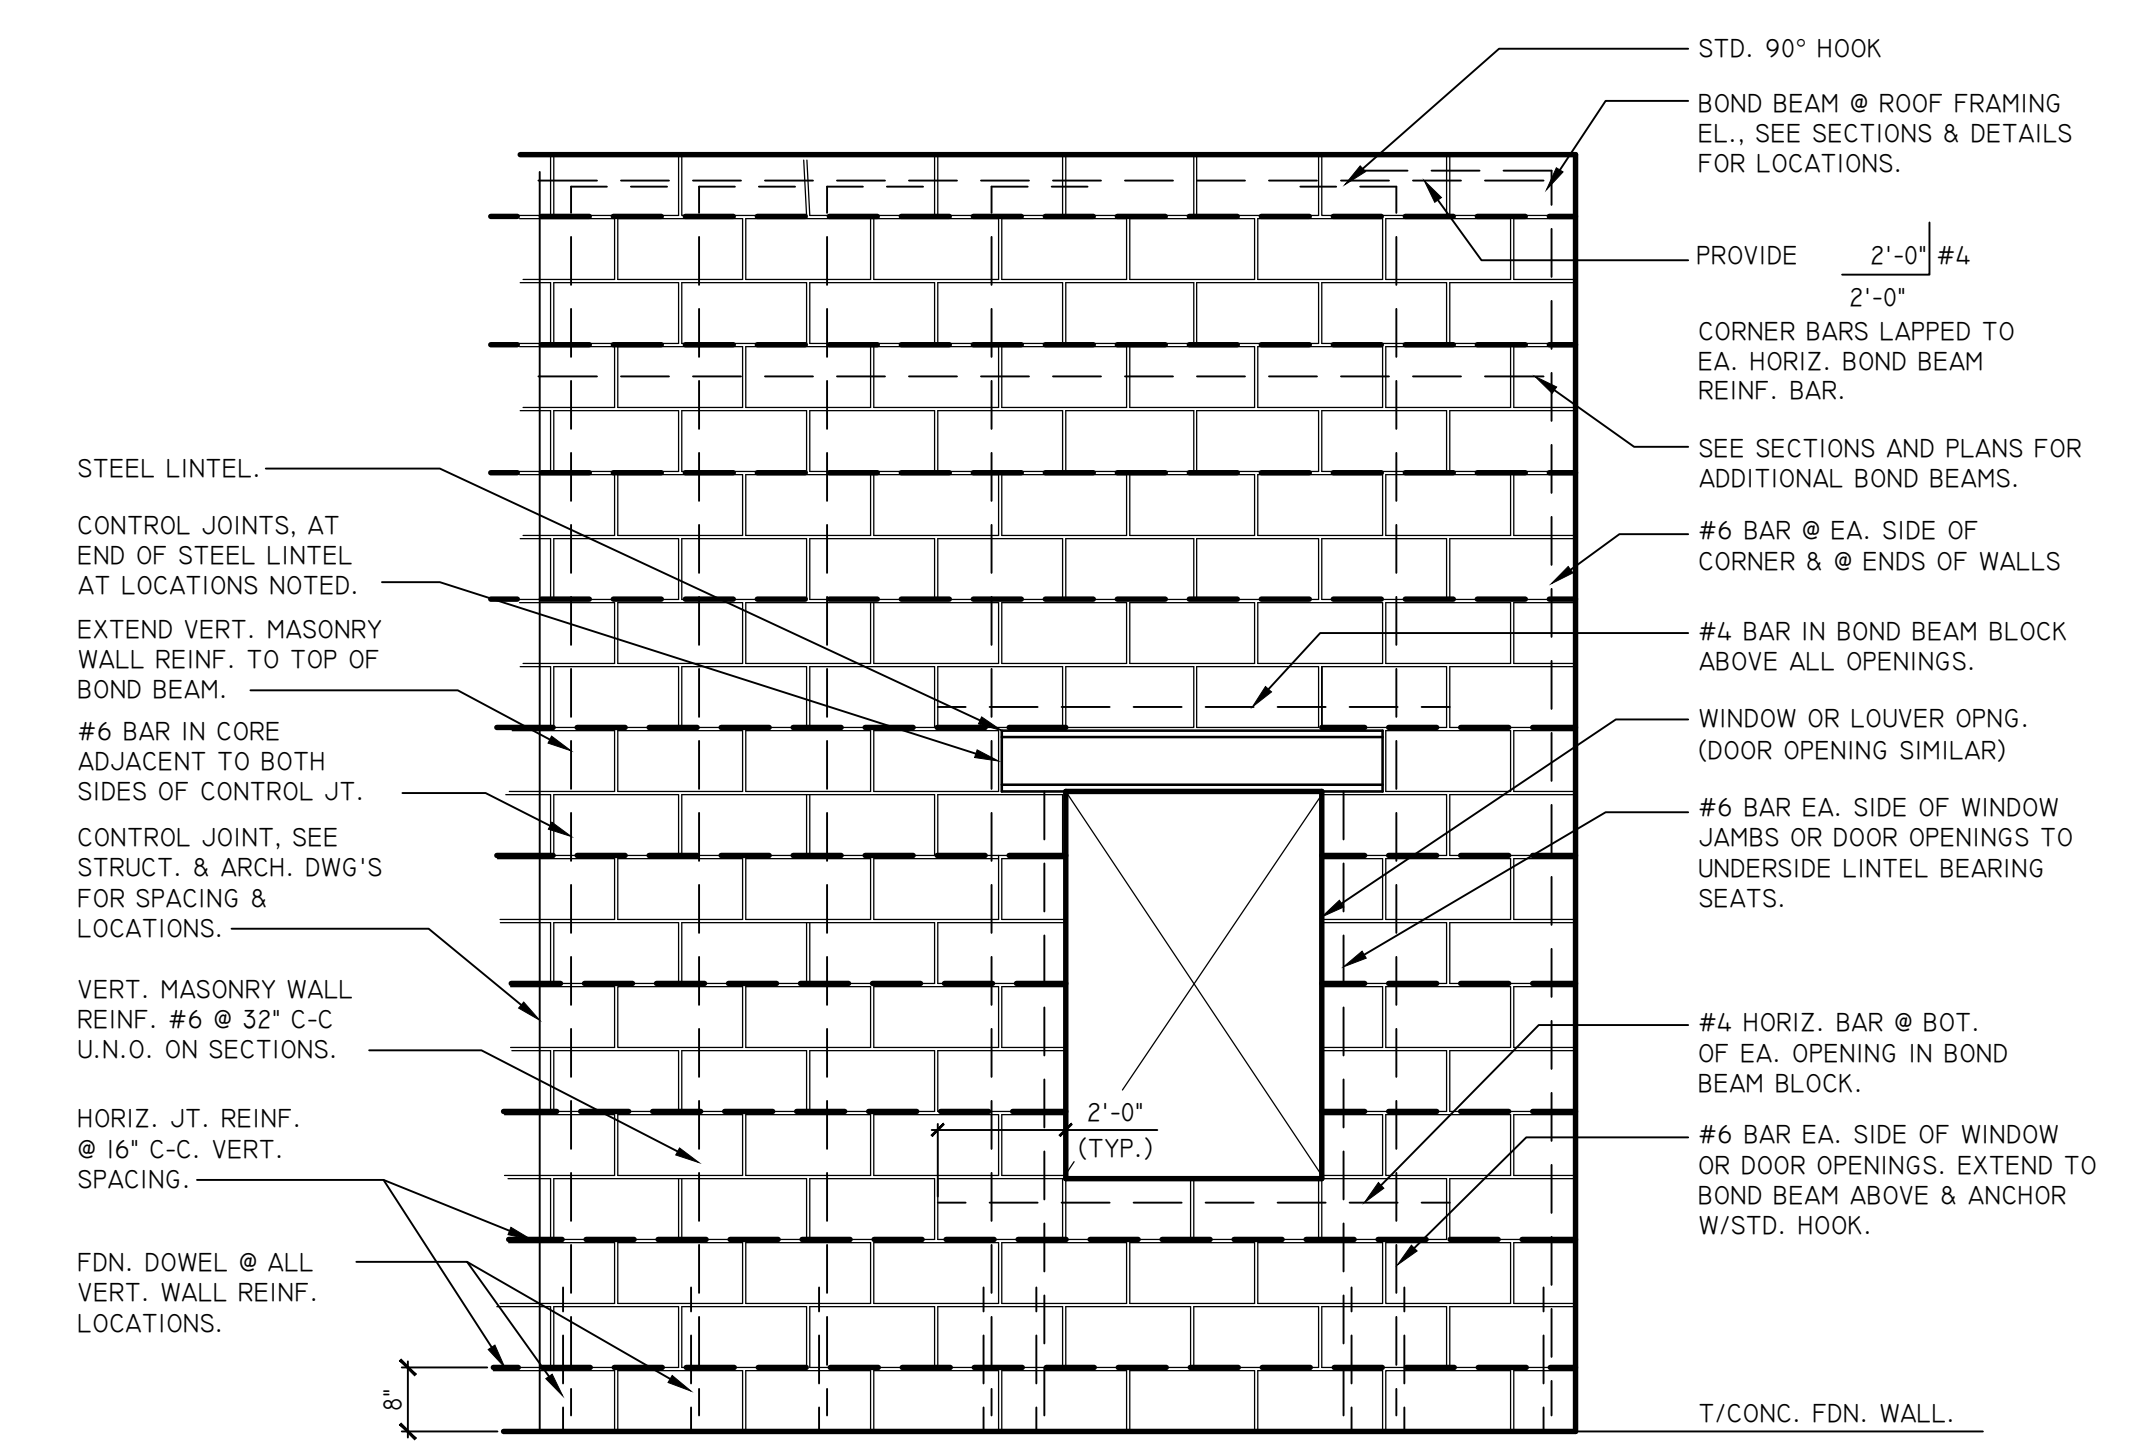 STD. 90° HOOK
BOND BEAM @ ROOF FRAMING
EL., SEE SECTIONS & DETAILS
FOR LOCATIONS.
PROVIDE 2'-0" #4
2'-0"
CORNER BARS LAPPED TO
EA. HORIZ. BOND BEAM
REINF. BAR.
SEE SECTIONS AND PLANS FOR
ADDITIONAL BOND BEAMS.
#6 BAR @ EA. SIDE OF
CORNER & @ ENDS OF WALLS
#4 BAR IN BOND BEAM BLOCK
ABOVE ALL OPENINGS.
WINDOW OR LOUVER OPNG.
(DOOR OPENING SIMILAR)
#6 BAR EA. SIDE OF WINDOW
JAMBS OR DOOR OPENINGS TO
UNDERSIDE LINTEL BEARING
SEATS.
#4 HORIZ. BAR @ BOT.
OF EA. OPENING IN BOND
BEAM BLOCK.
#6 BAR EA. SIDE OF WINDOW
OR DOOR OPENINGS. EXTEND TO
BOND BEAM ABOVE & ANCHOR
W/STD. HOOK.
T/CONC. FDN. WALL.
STEEL LINTEL.
CONTROL JOINTS, AT
END OF STEEL LINTEL
AT LOCATIONS NOTED.
EXTEND VERT. MASONRY
WALL REINF. TO TOP OF
BOND BEAM.
#6 BAR IN CORE
ADJACENT TO BOTH
SIDES OF CONTROL JT.
CONTROL JOINT, SEE
STRUCT. & ARCH. DWG'S
FOR SPACING &
LOCATIONS.
VERT. MASONRY WALL
REINF. #6 @ 32" C-C
U.N.O. ON SECTIONS.
HORIZ. JT. REINF.
@ 16" C-C. VERT.
SPACING.
FDN. DOWEL @ ALL
VERT. WALL REINF.
LOCATIONS.
8"
2'-0"
(TYP.)